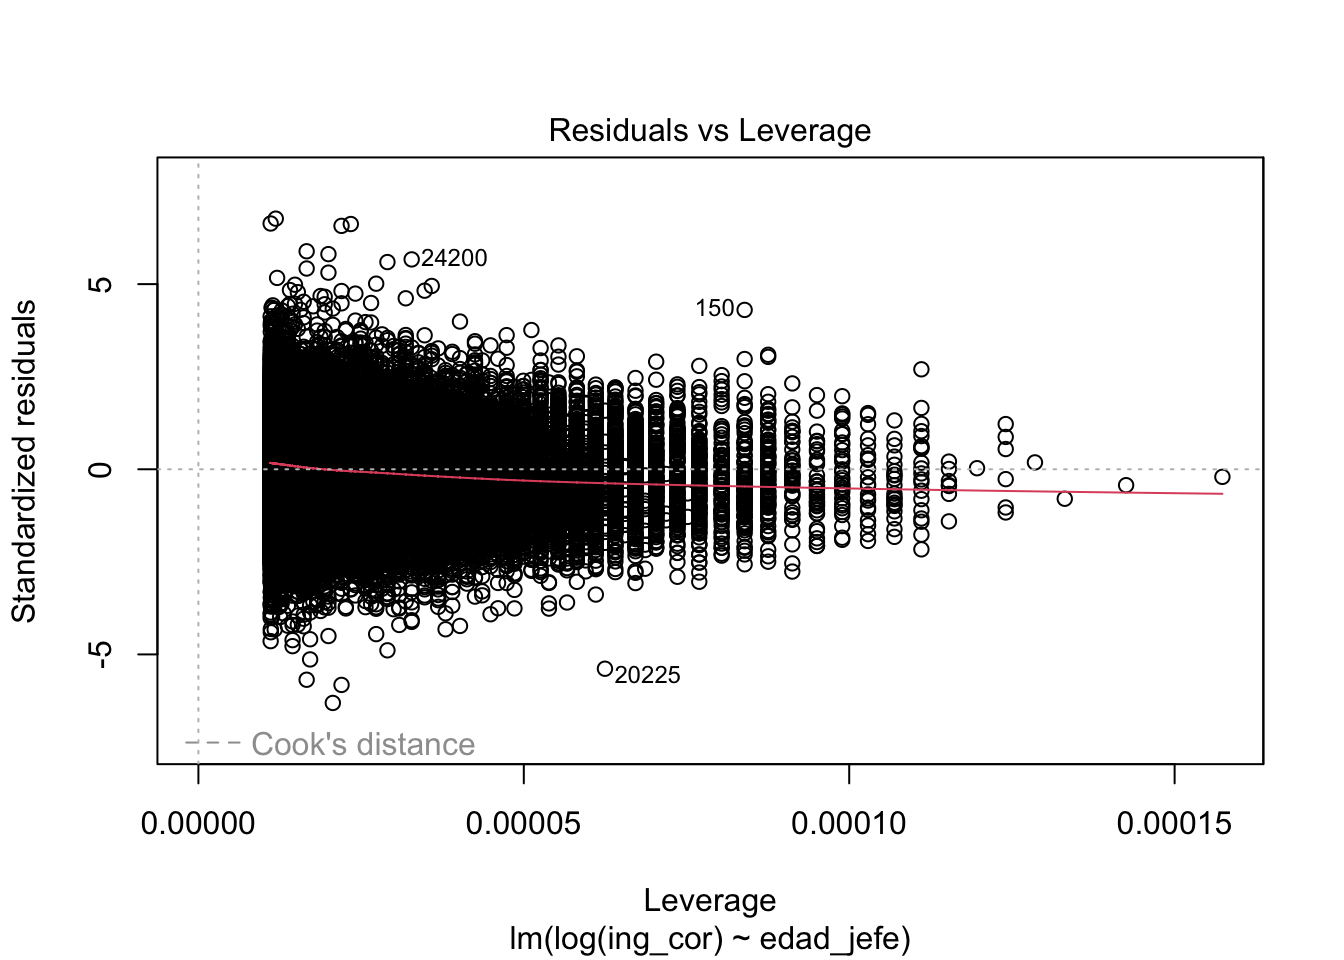 Residuals vs Leverage
Standardized residuals
5
0
-5
24200
150
20225
Cook's distance
0.00000 0.00005 0.00010 0.00015
Leverage
lm(log(ing_cor) ~ edad_jefe)